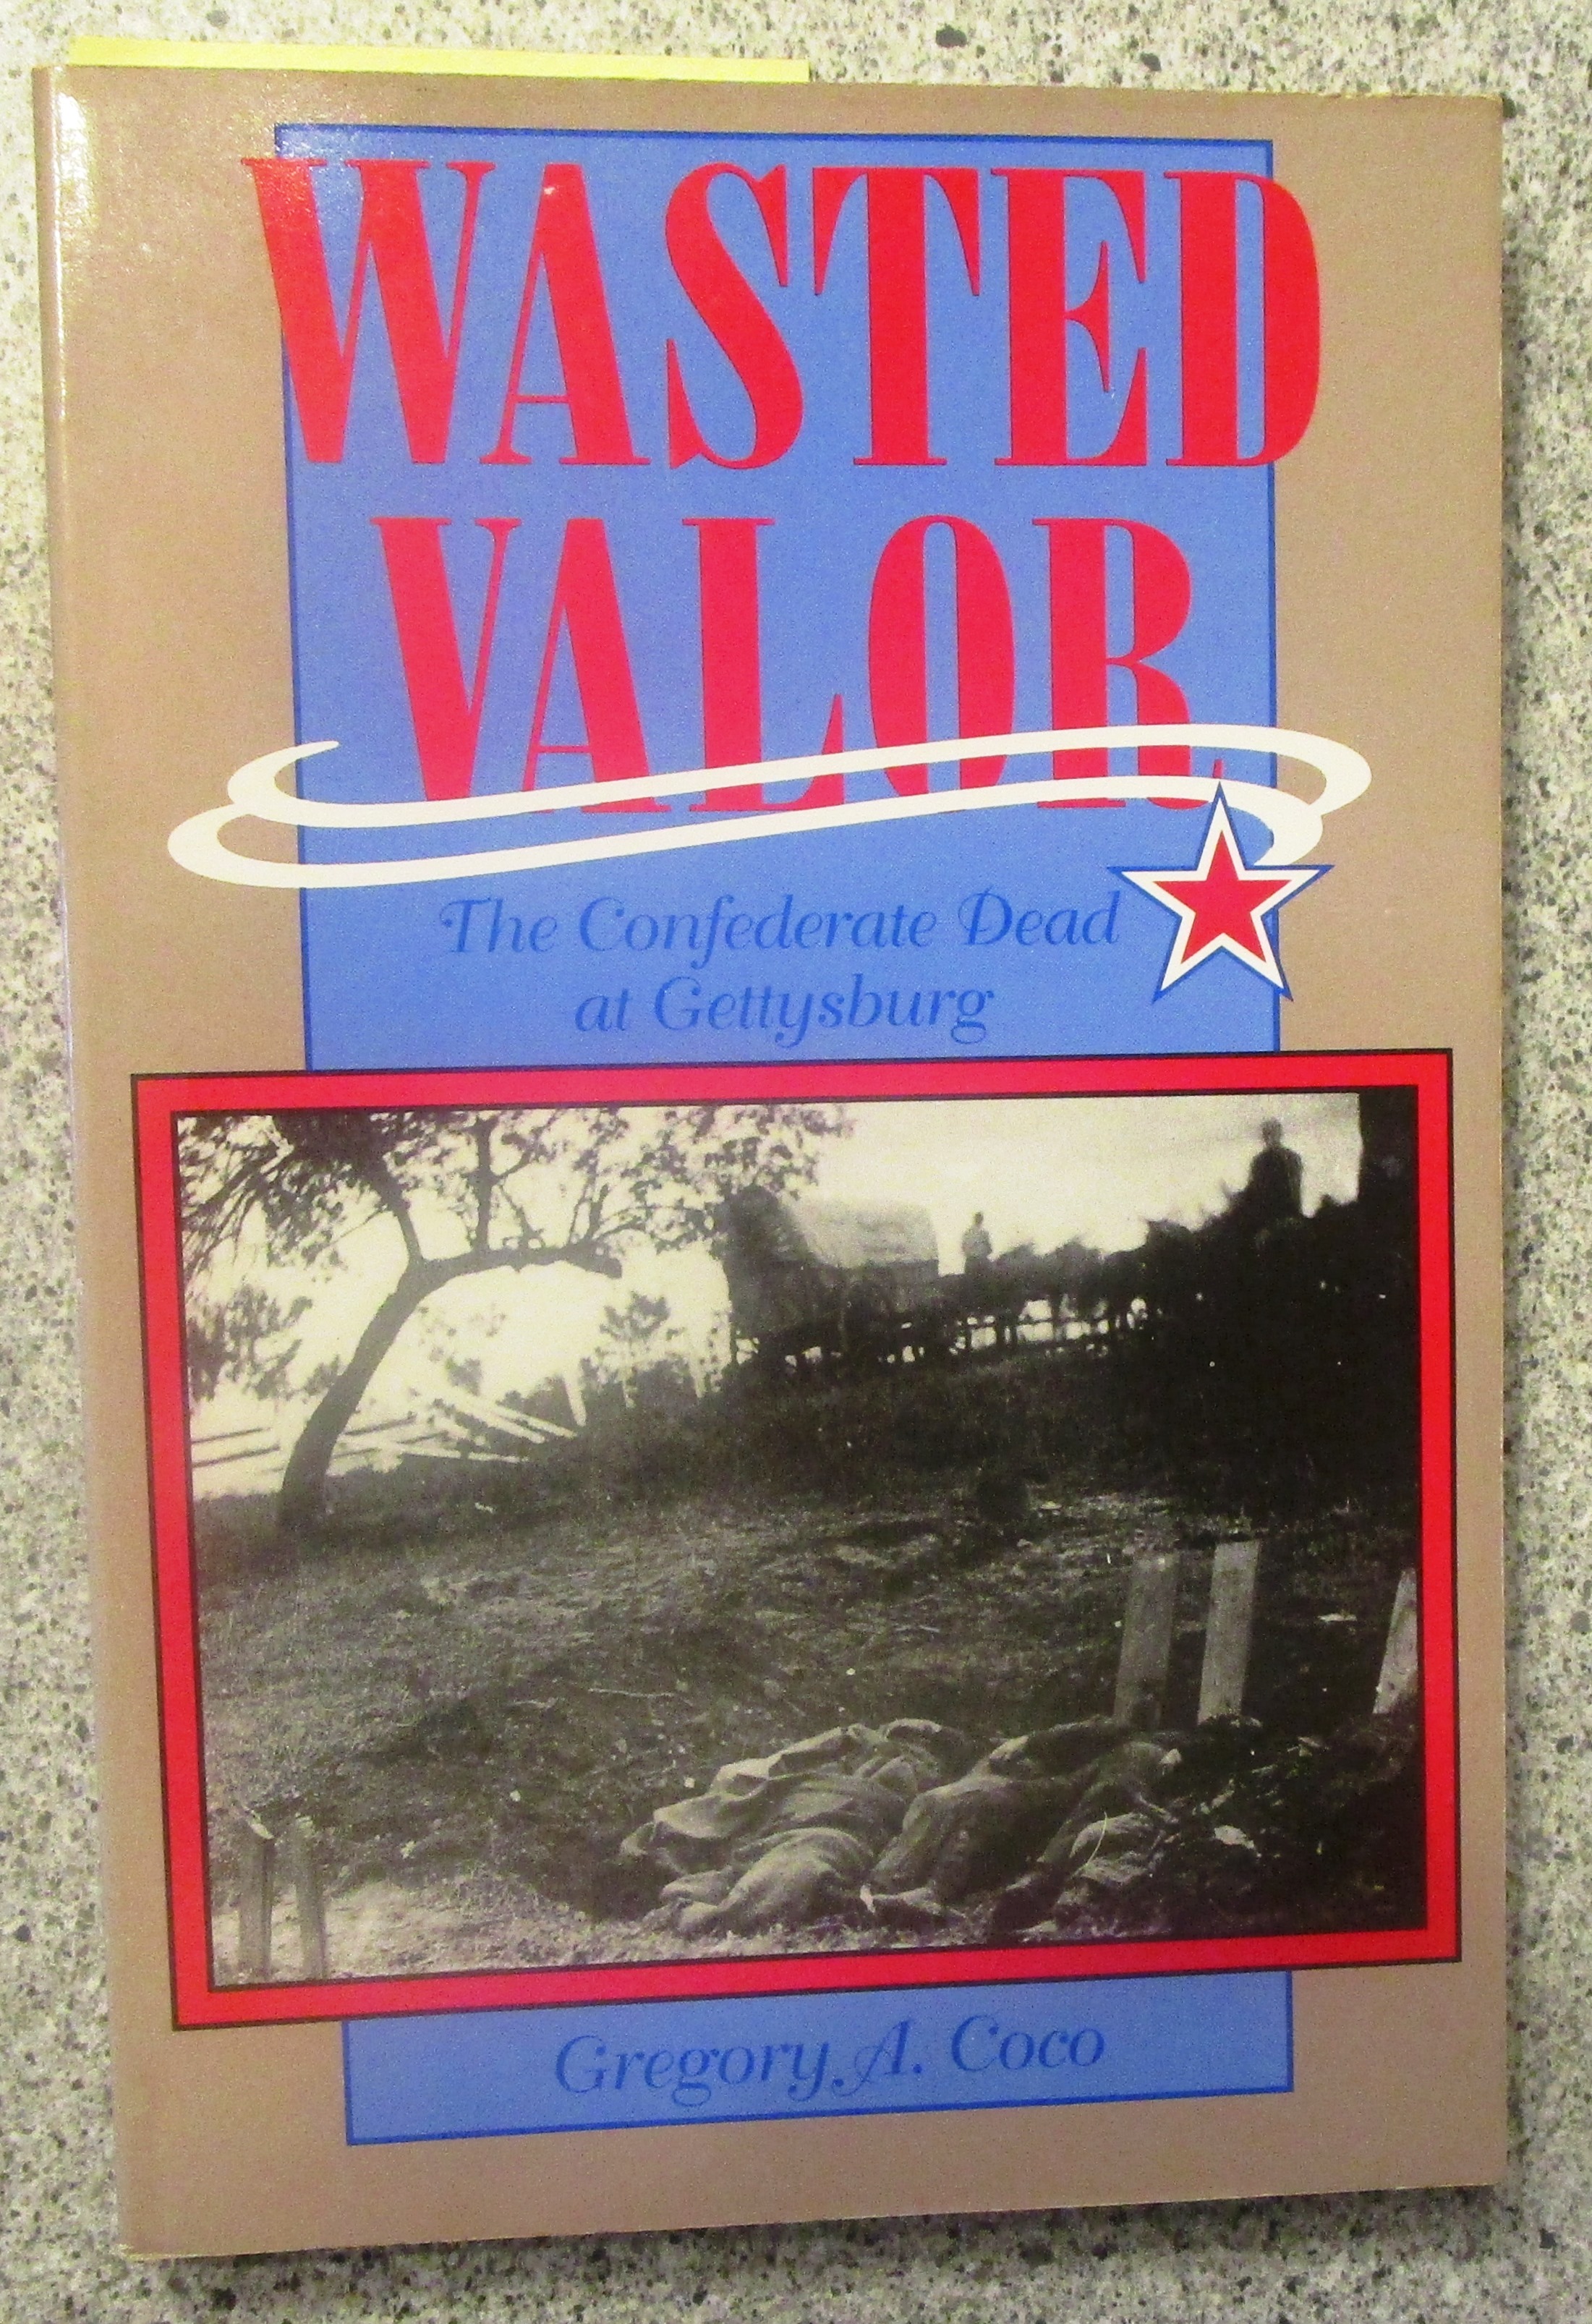 WASTED
VALOR
The Confederate Dead
at Gettysburg
Gregory A. Coco